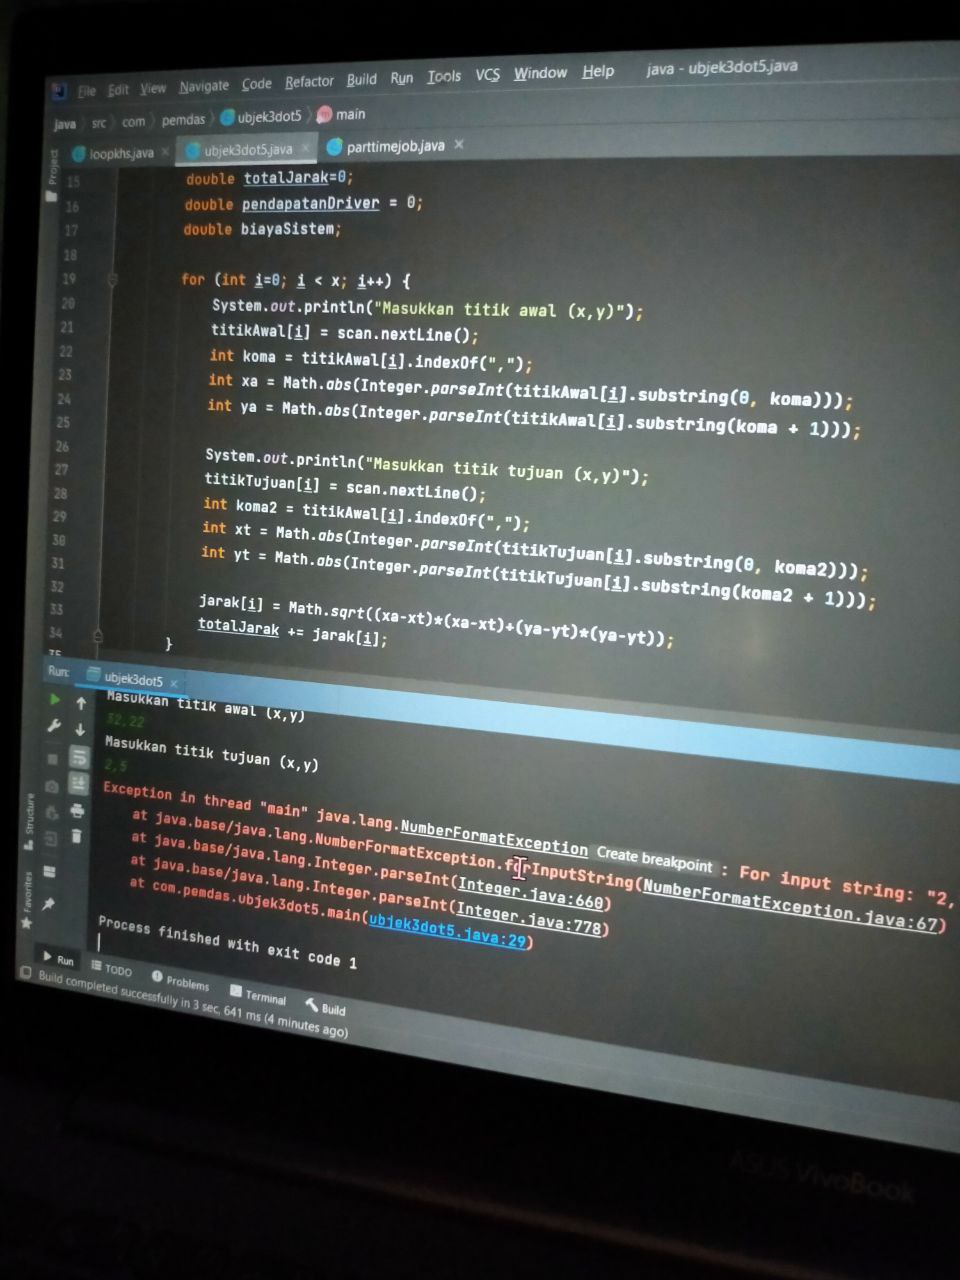 File Edit View Navigate Code Refactor Build Run Tools VCS Window Help java - ubjek3dot5.java
java src com pemdas ubjek3dot5 main
loopkhs.java ubjek3dot5.java parttimejob.java
Project
15 double totalJarak=0;
16 double pendapatanDriver = 0;
17 double biayaSistem;
18
19 for (int i=0; i < x; i++) {
20 System.out.println("Masukkan titik awal (x,y)");
21 titikAwal[i] = scan.nextLine();
22 int koma = titikAwal[i].indexOf(",");
23 int xa = Math.abs(Integer.parseInt(titikAwal[i].substring(0, koma)));
24 int ya = Math.abs(Integer.parseInt(titikAwal[i].substring(koma + 1)));
25
26 System.out.println("Masukkan titik tujuan (x,y)");
27 titikTujuan[i] = scan.nextLine();
28 int koma2 = titikAwal[i].indexOf(",");
29 int xt = Math.abs(Integer.parseInt(titikTujuan[i].substring(0, koma2)));
30 int yt = Math.abs(Integer.parseInt(titikTujuan[i].substring(koma2 + 1)));
31
32 jarak[i] = Math.sqrt((xa-xt)*(xa-xt)+(ya-yt)*(ya-yt));
33 totalJarak += jarak[i];
34 }
35
Run: ubjek3dot5
Masukkan titik awal (x,y)
32,22
Masukkan titik tujuan (x,y)
2,5
Exception in thread "main" java.lang.NumberFormatException Create breakpoint : For input string: "2,
at java.base/java.lang.NumberFormatException.forInputString(NumberFormatException.java:67)
at java.base/java.lang.Integer.parseInt(Integer.java:660)
at java.base/java.lang.Integer.parseInt(Integer.java:778)
at com.pemdas.ubjek3dot5.main(ubjek3dot5.java:29)
Process finished with exit code 1
Structure
Favorites
Run TODO Problems Terminal Build
Build completed successfully in 3 sec, 641 ms (4 minutes ago)
ASUS VivoBook